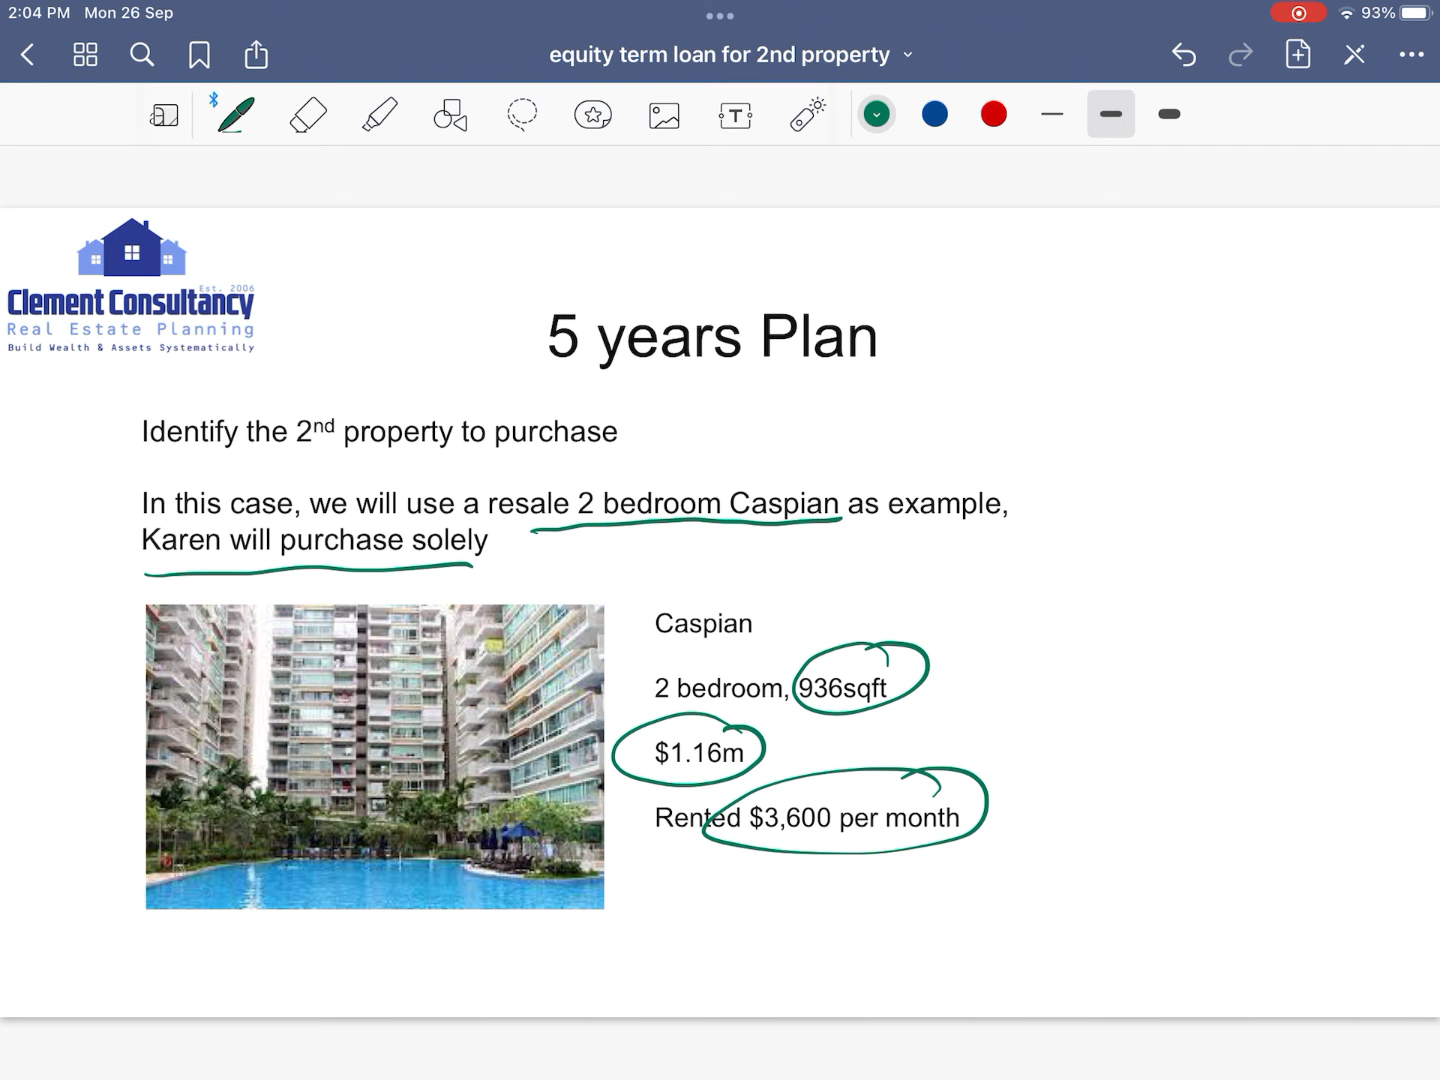 2:04 PM Mon 26 Sep
93%
equity term loan for 2nd property
T
Est. 2006
Clement Consultancy
Real Estate Planning
Build Wealth & Assets Systematically
5 years Plan
Identify the 2nd property to purchase
In this case, we will use a resale 2 bedroom Caspian as example,
Karen will purchase solely
Caspian
2 bedroom, 936sqft
$1.16m
Rented $3,600 per month